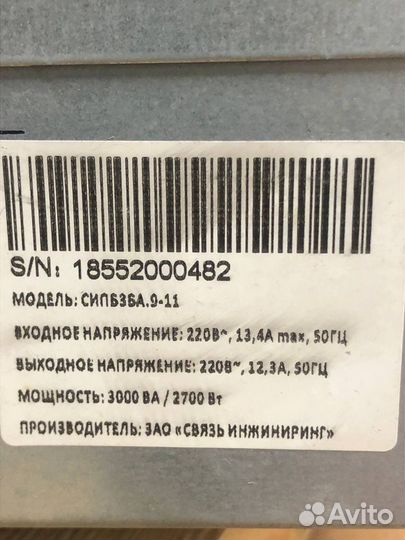 S/N: 18552000482
МОДЕЛЬ: СИПБ3БА.9-11
ВХОДНОЕ НАПРЯЖЕНИЕ: 220В~, 13,4А max, 50ГЦ
ВЫХОДНОЕ НАПРЯЖЕНИЕ: 220В~, 12,3А, 50ГЦ
МОЩНОСТЬ: 3000 ВА / 2700 Вт
ПРОИЗВОДИТЕЛЬ: ЗАО «СВЯЗЬ ИНЖИНИРИНГ»
Avito